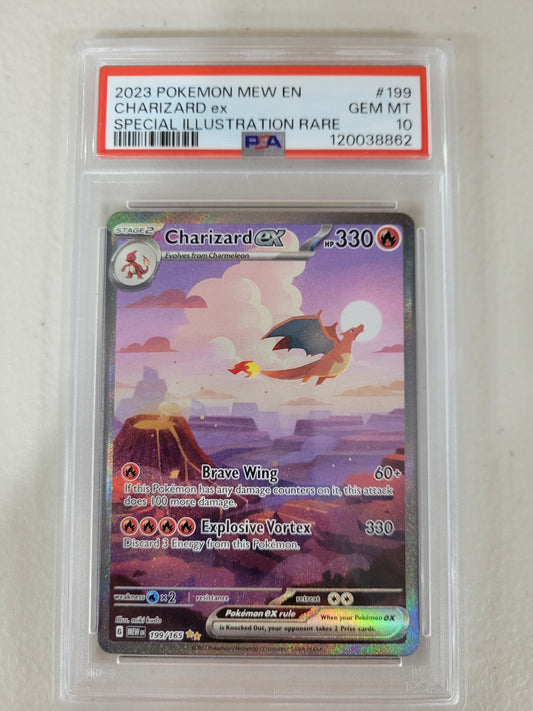 2023 POKEMON MEW EN #199
CHARIZARD ex GEM MT
SPECIAL ILLUSTRATION RARE 10
PSA 120038862
STAGE 2 Charizard ex HP 330
Evolves from Charmeleon
Brave Wing 60+
If this Pokémon has any damage counters on it, this attack
does 100 more damage.
Explosive Vortex 330
Discard 3 Energy from this Pokémon.
weakness ×2 resistance retreat
Pokémon ex rule When your Pokémon ex
is Knocked Out, your opponent takes 2 Prize cards.
Illus. miki kudo
G MEW EN 199/165